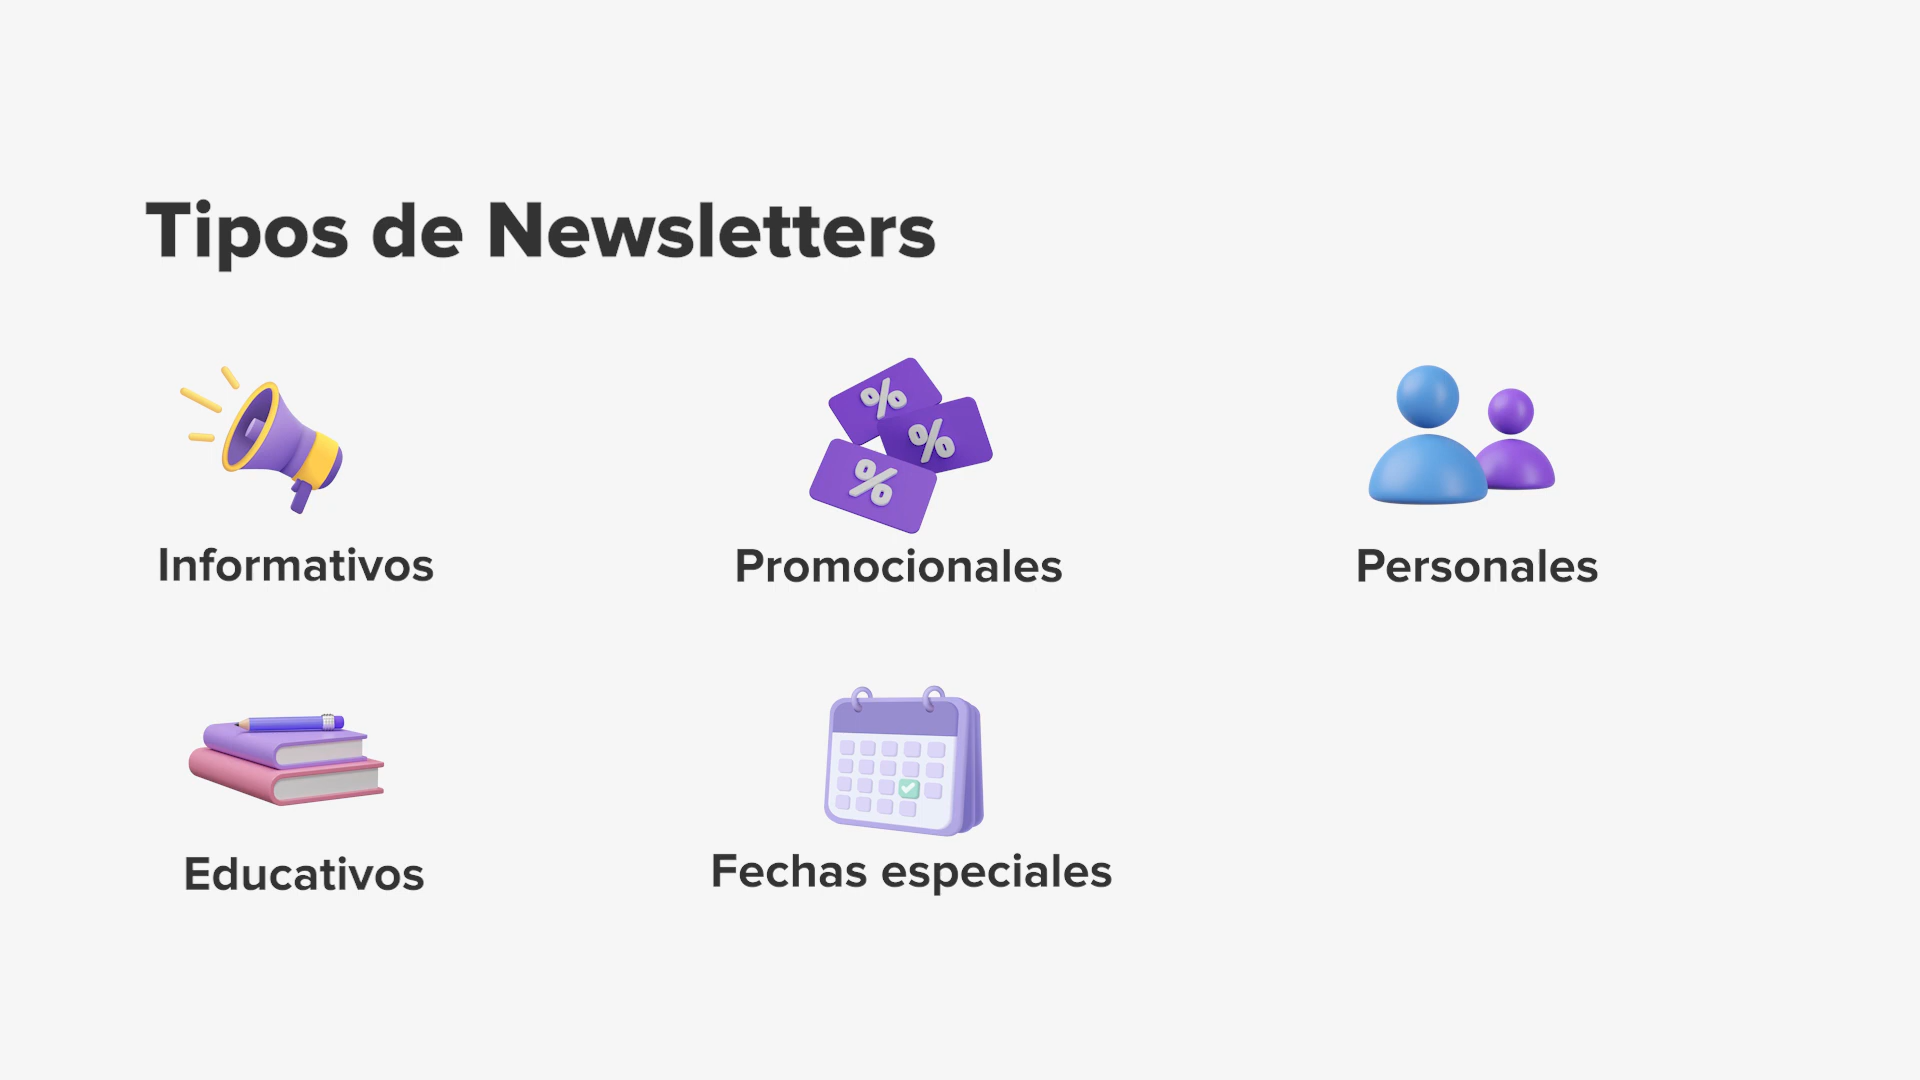 Tipos de Newsletters
% % %
Informativos
Promocionales
Personales
Educativos
Fechas especiales